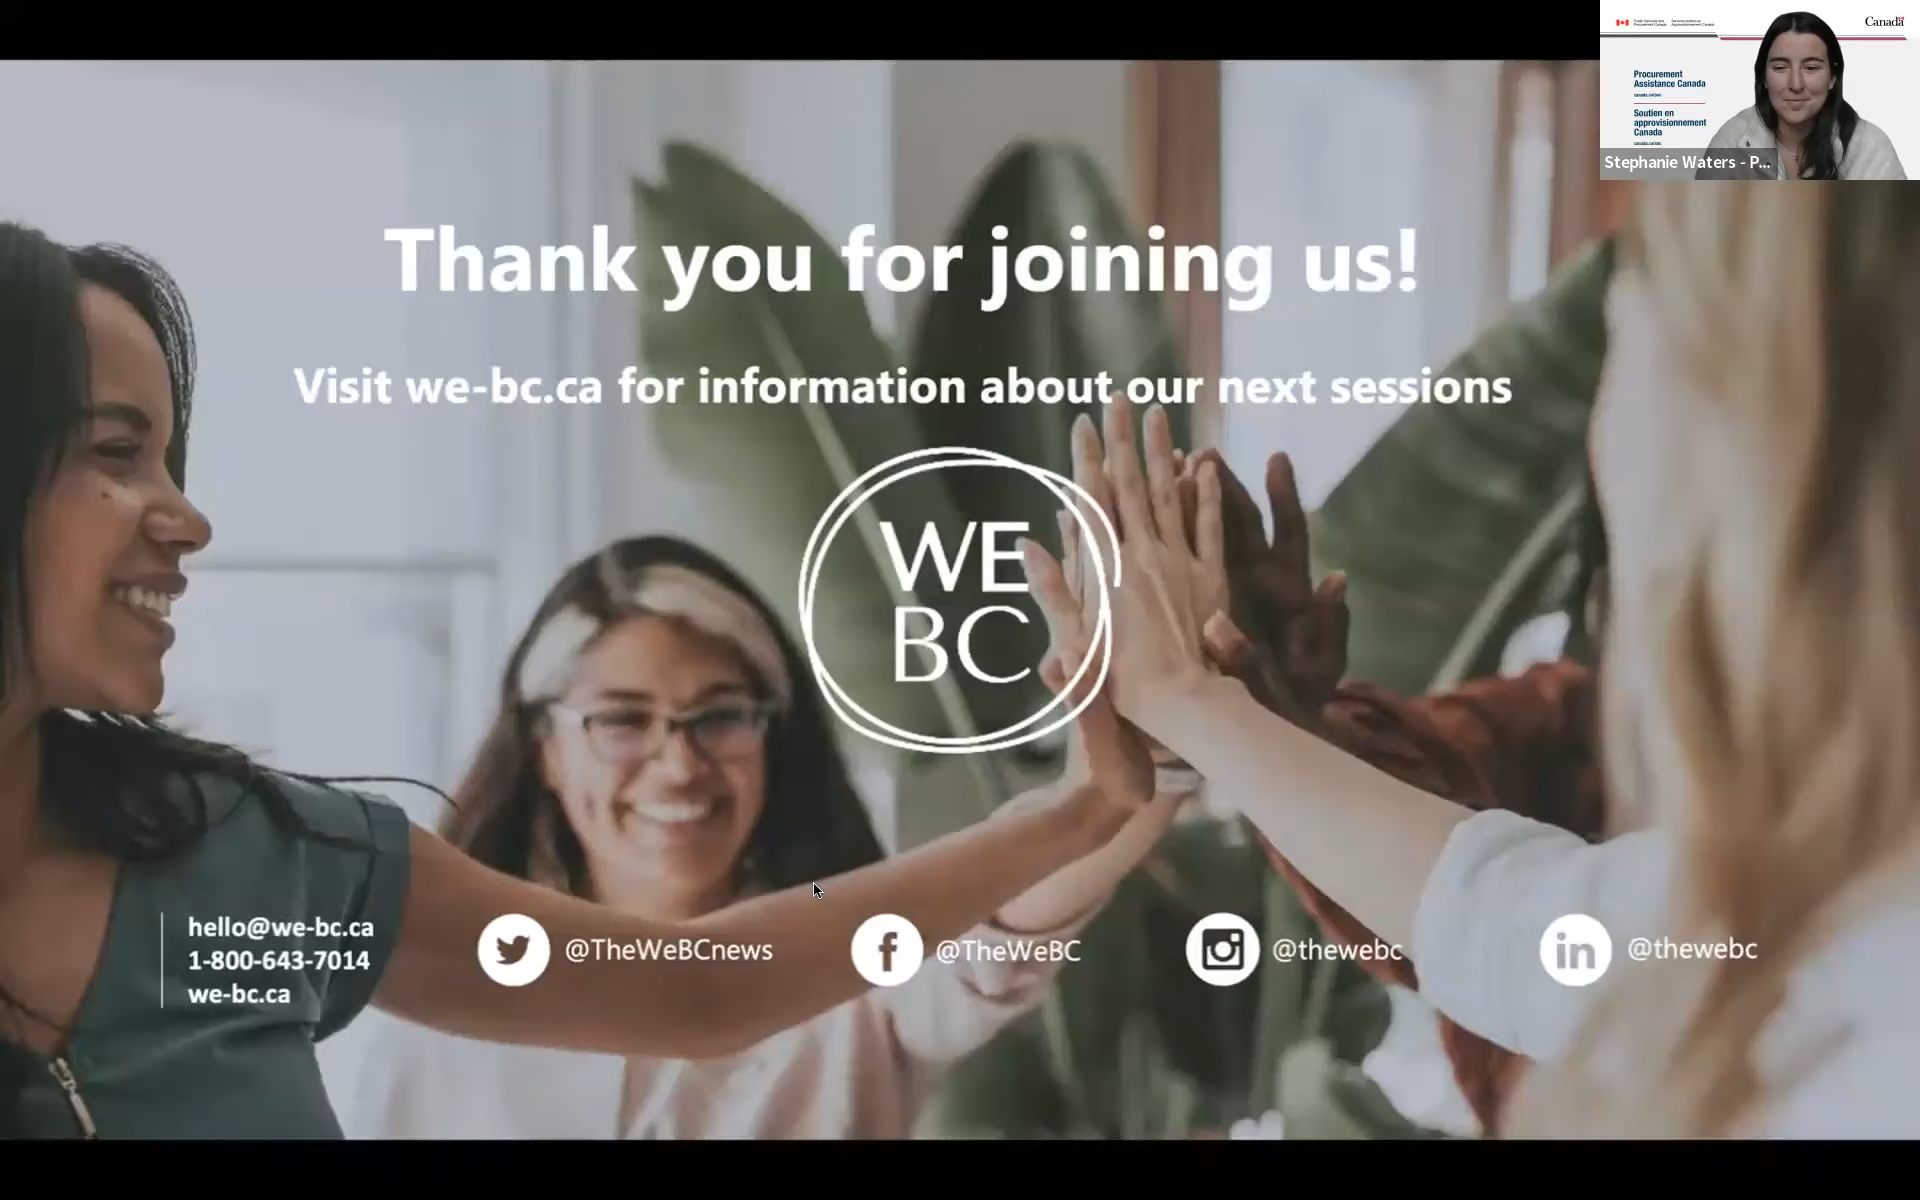 Thank you for joining us!
Visit we-bc.ca for information about our next sessions
WE
BC
hello@we-bc.ca
1-800-643-7014
we-bc.ca
@TheWeBCnews
@TheWeBC
@thewebc
in
@thewebc
Canada
Procurement
Assistance Canada
Soutien en
approvisionnement
Canada
Stephanie Waters - P...